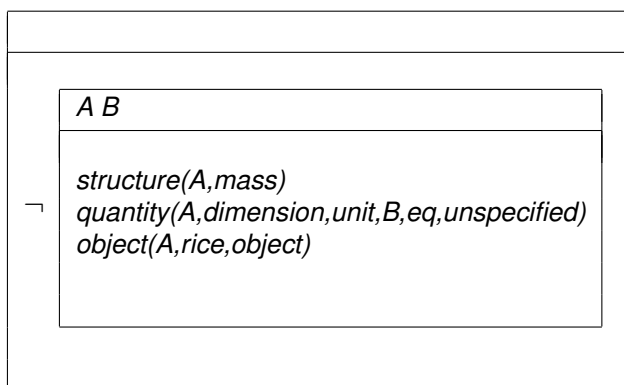 A B
structure(A,mass)
¬ quantity(A,dimension,unit,B,eq,unspecified)
object(A,rice,object)